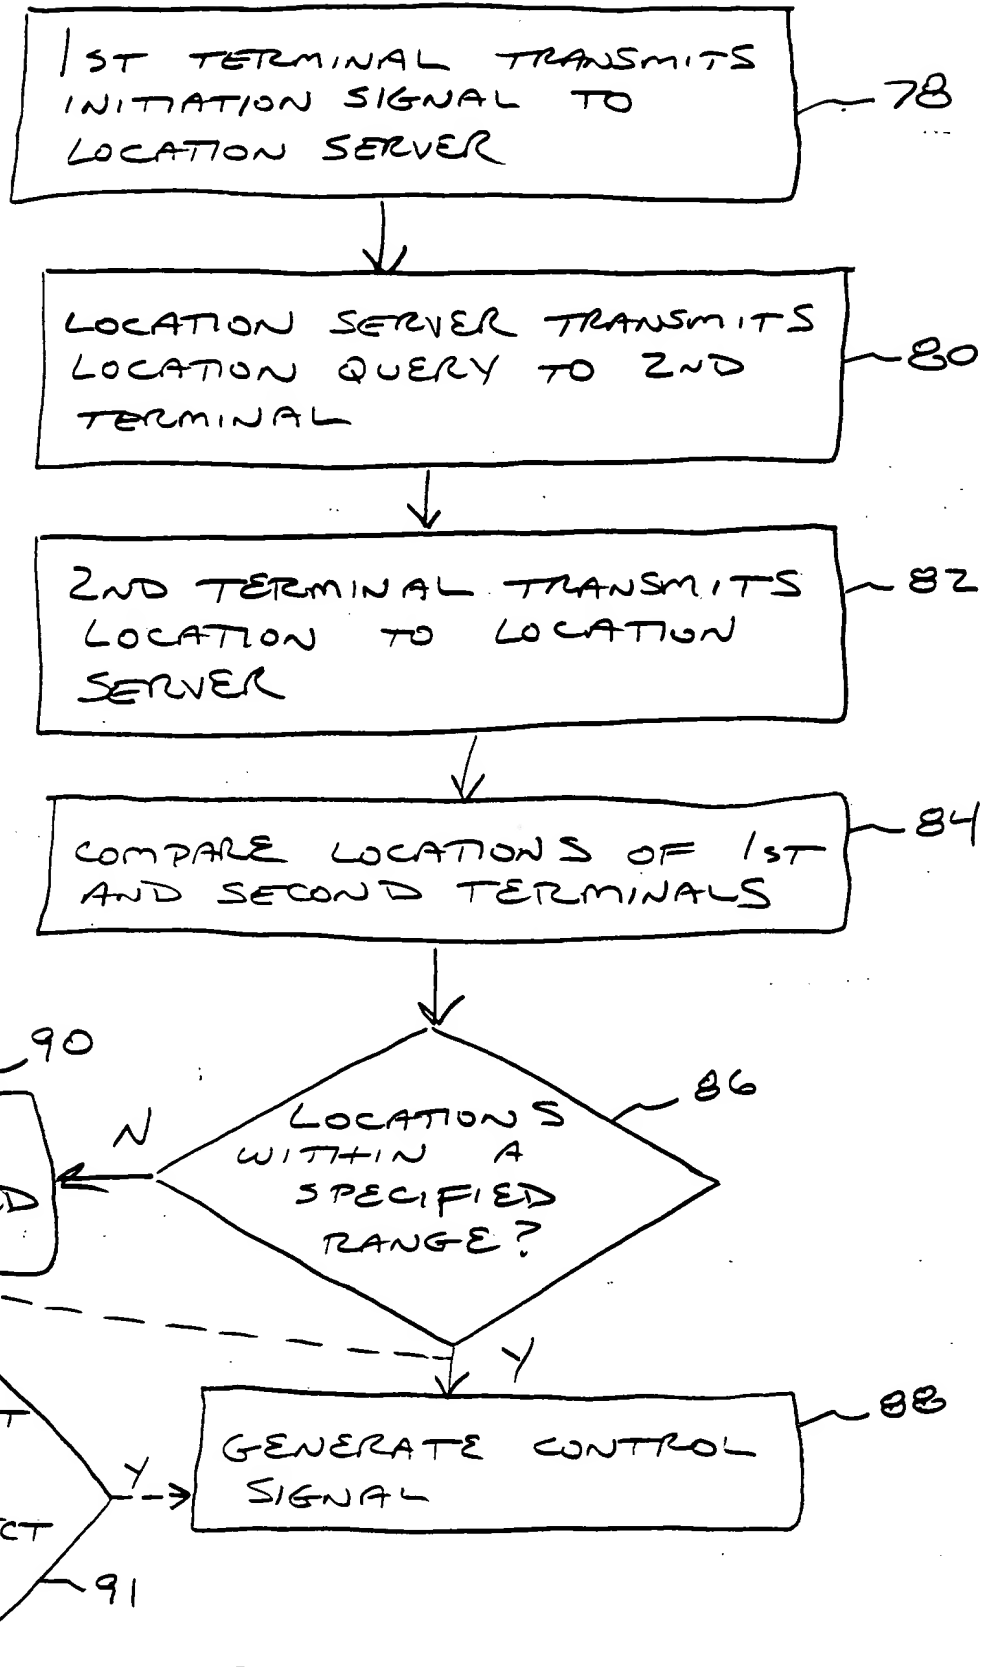 1ST TERMINAL TRANSMITS
INITIATION SIGNAL TO
LOCATION SERVER
78
LOCATION SERVER TRANSMITS
LOCATION QUERY TO 2ND
TERMINAL
80
2ND TERMINAL TRANSMITS
LOCATION TO LOCATION
SERVER
82
COMPARE LOCATIONS OF 1ST
AND SECOND TERMINALS
84
90
N
LOCATIONS
WITHIN A
SPECIFIED
RANGE?
86
Y
GENERATE CONTROL
SIGNAL
88
Y
91